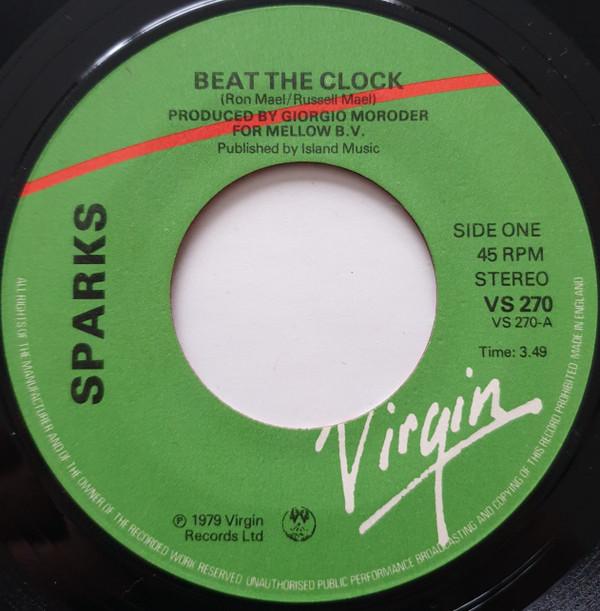 BEAT THE CLOCK
(Ron Mael/Russell Mael)
PRODUCED BY GIORGIO MORODER
FOR MELLOW B.V.
Published by Island Music
SPARKS
SIDE ONE
45 RPM
STEREO
VS 270
VS 270-A
Time: 3.49
Virgin
℗ 1979 Virgin
Records Ltd
ALL RIGHTS OF THE MANUFACTURER AND OF THE OWNER OF THE RECORDED WORK RESERVED UNAUTHORISED PUBLIC PERFORMANCE BROADCASTING AND COPYING OF THIS RECORD PROHIBITED. MADE IN ENGLAND